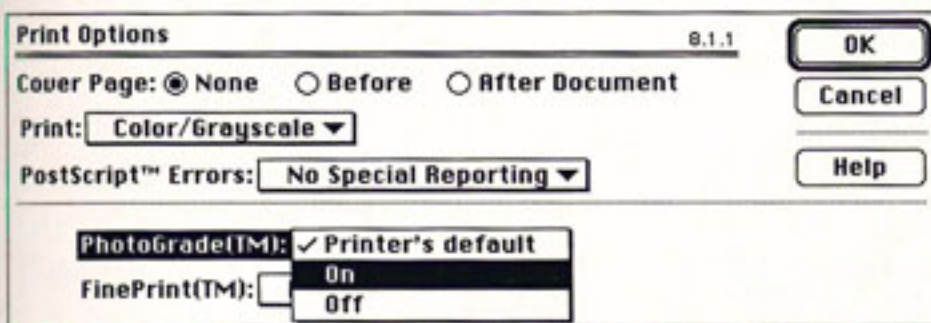 Print Options 8.1.1 OK
Cover Page: None Before After Document Cancel
Print: Color/Grayscale
PostScript™ Errors: No Special Reporting Help
PhotoGrade(TM): ✓ Printer's default
On
FinePrint(TM):
Off